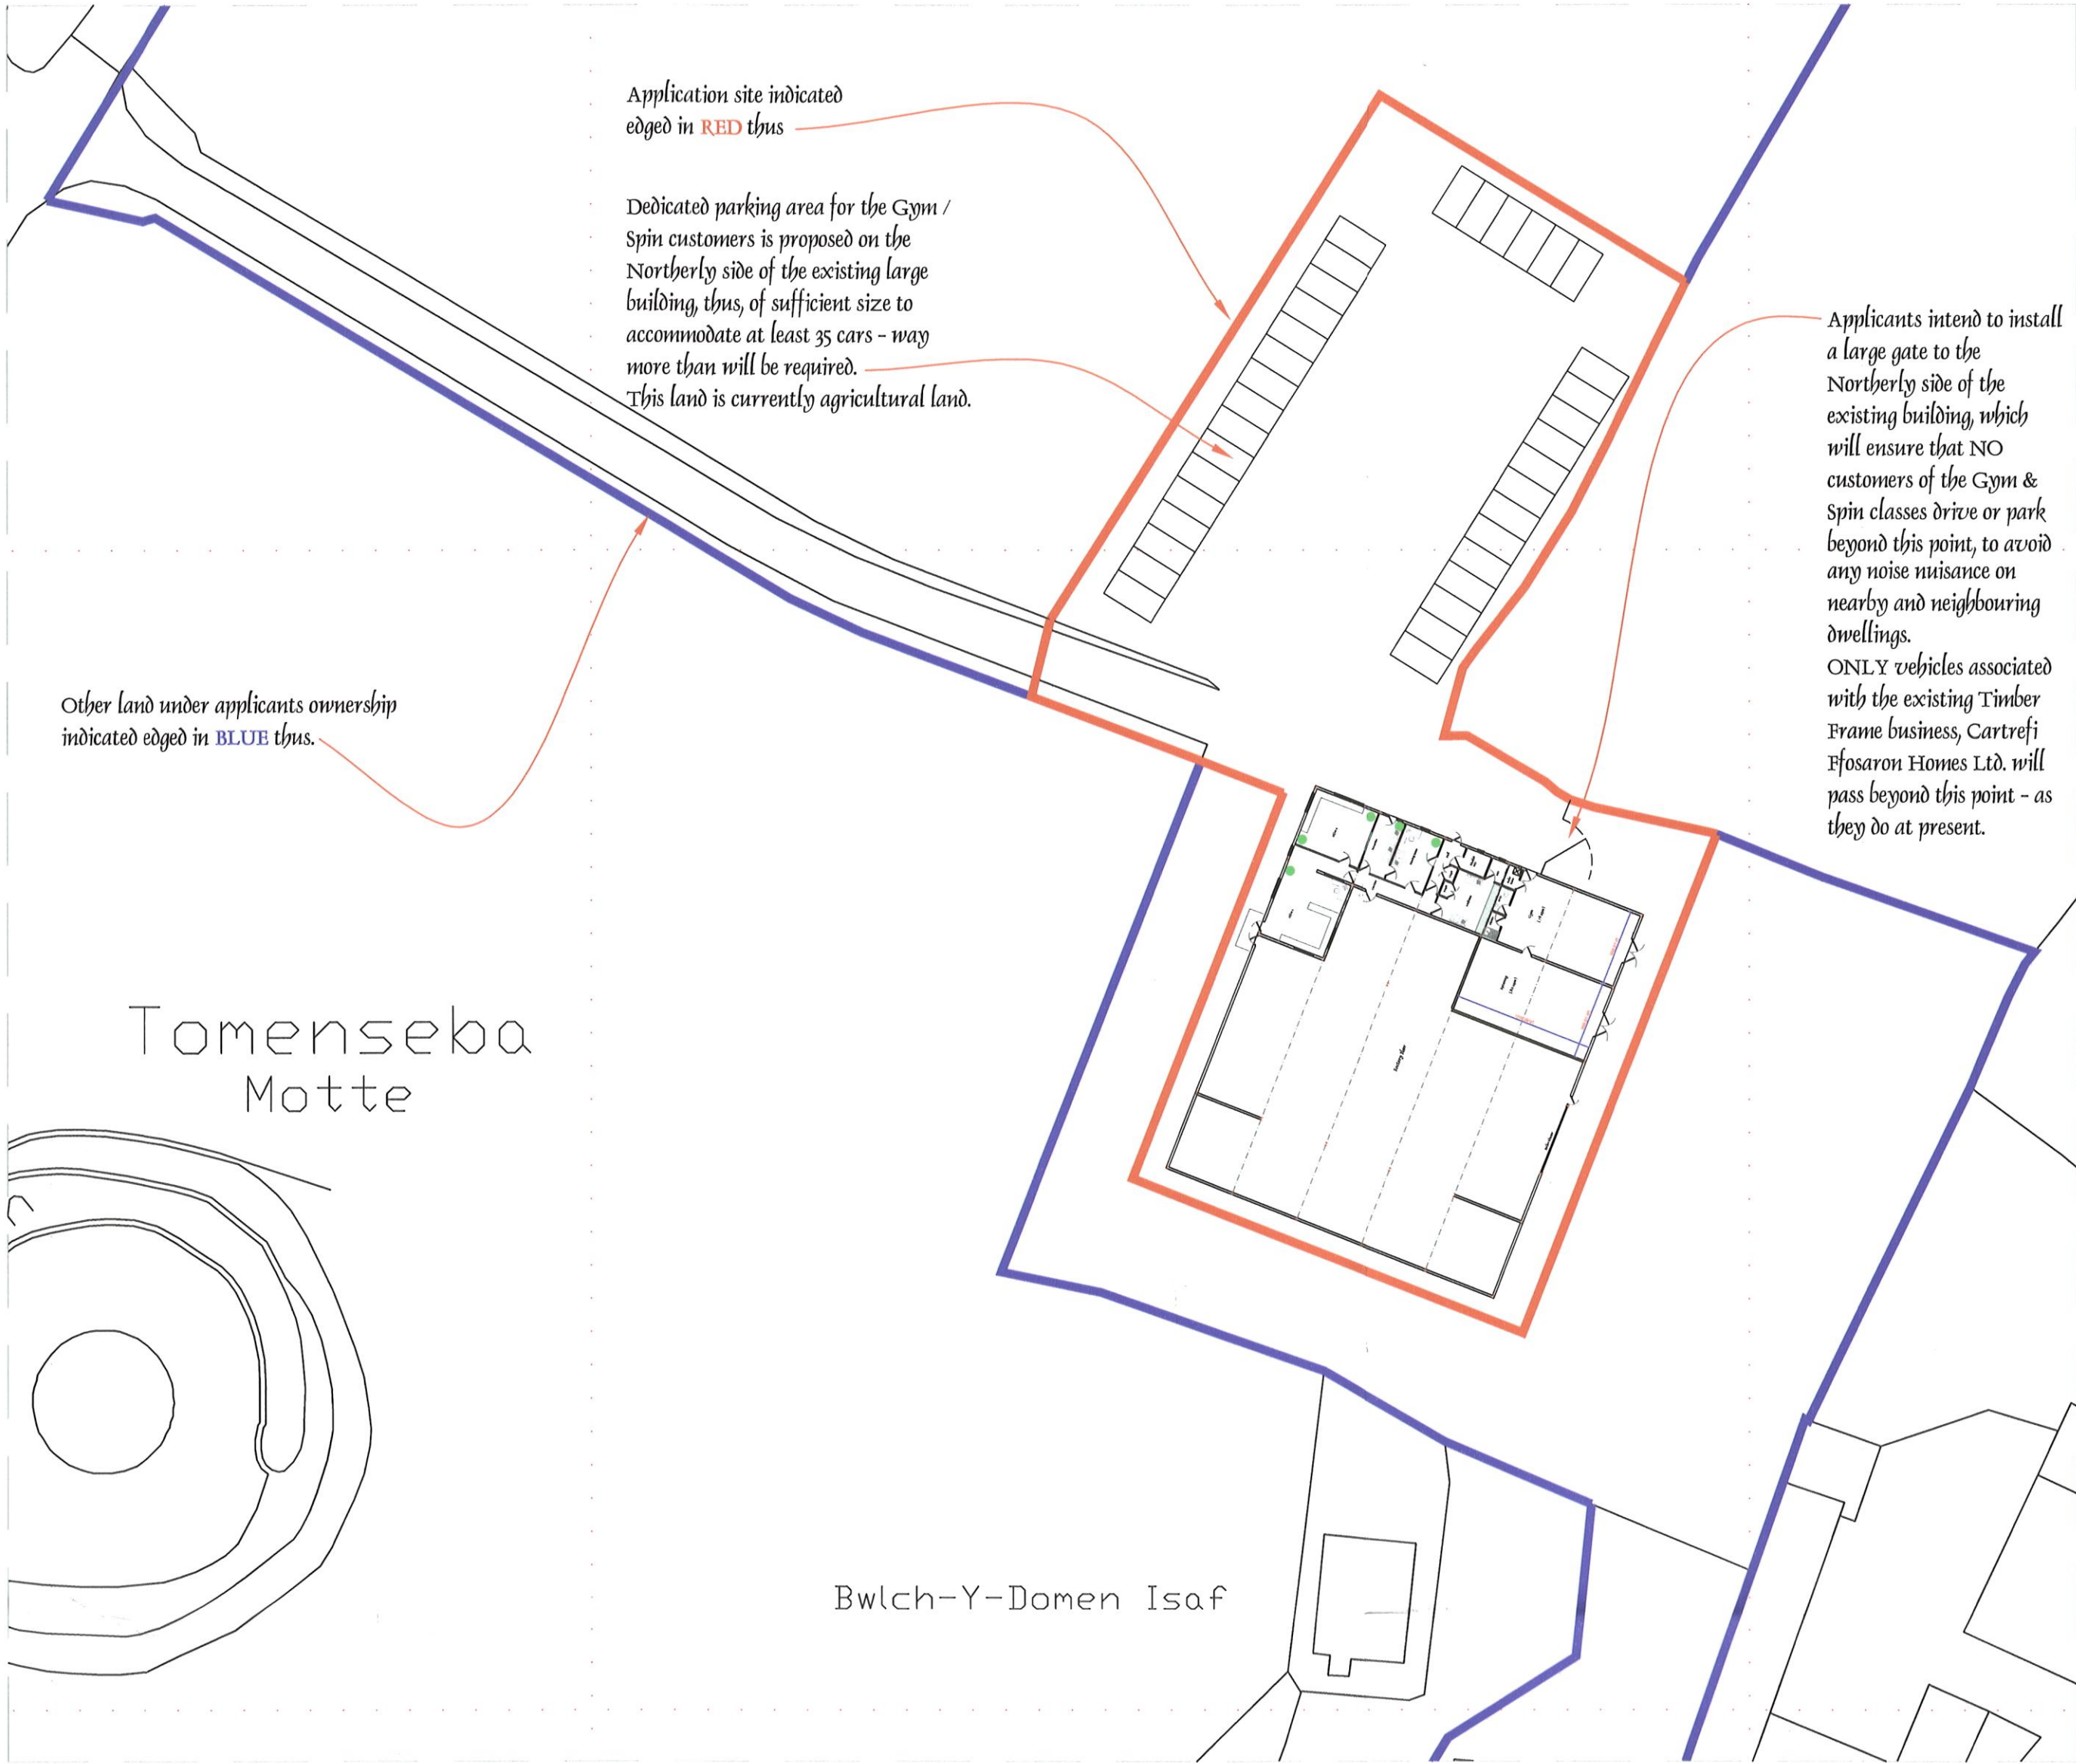 Application site indicated
edged in RED thus
Dedicated parking area for the Gym /
Spin customers is proposed on the
Northerly side of the existing large
building, thus, of sufficient size to
accommodate at least 35 cars - way
more than will be required.
This land is currently agricultural land.
Applicants intend to install
a large gate to the
Northerly side of the
existing building, which
will ensure that NO
customers of the Gym &
Spin classes drive or park
beyond this point, to avoid
any noise nuisance on
nearby and neighbouring
dwellings.
ONLY vehicles associated
with the existing Timber
Frame business, Cartrefi
Ffosaron Homes Ltd. will
pass beyond this point - as
they do at present.
Other land under applicants ownership
indicated edged in BLUE thus.
Tomenseba
Motte
Bwlch-Y-Domen Isaf